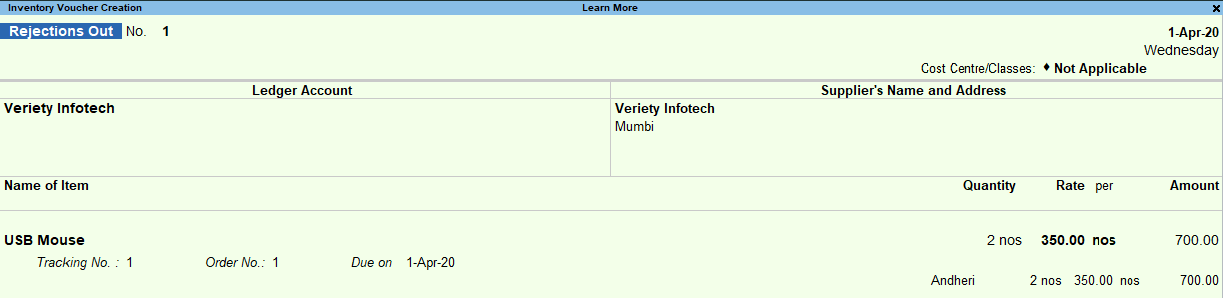 Inventory Voucher Creation Learn More ×
Rejections Out No. 1 1-Apr-20
Wednesday
Cost Centre/Classes: ♦ Not Applicable
Ledger Account Supplier's Name and Address
Veriety Infotech Veriety Infotech
Mumbi
Name of Item Quantity Rate per Amount
USB Mouse 2 nos 350.00 nos 700.00
Tracking No. : 1 Order No.: 1 Due on 1-Apr-20
Andheri 2 nos 350.00 nos 700.00